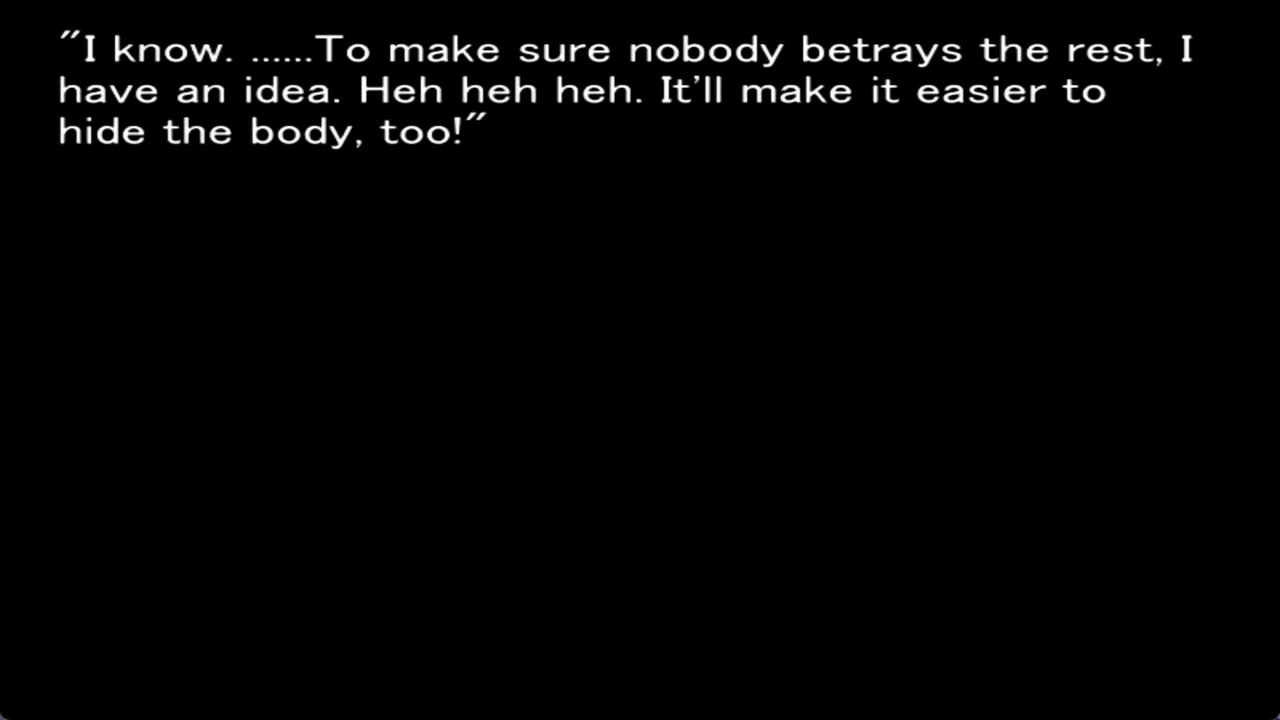 "I know. ......To make sure nobody betrays the rest, I
have an idea. Heh heh heh. It'll make it easier to
hide the body, too!"